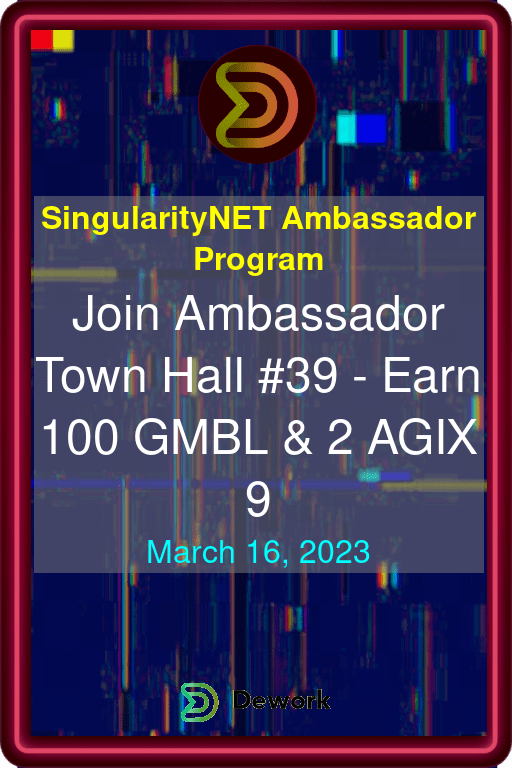 SingularityNET Ambassador
Program
Join Ambassador
Town Hall #39 - Earn
100 GMBL & 2 AGIX
9
March 16, 2023
Dework